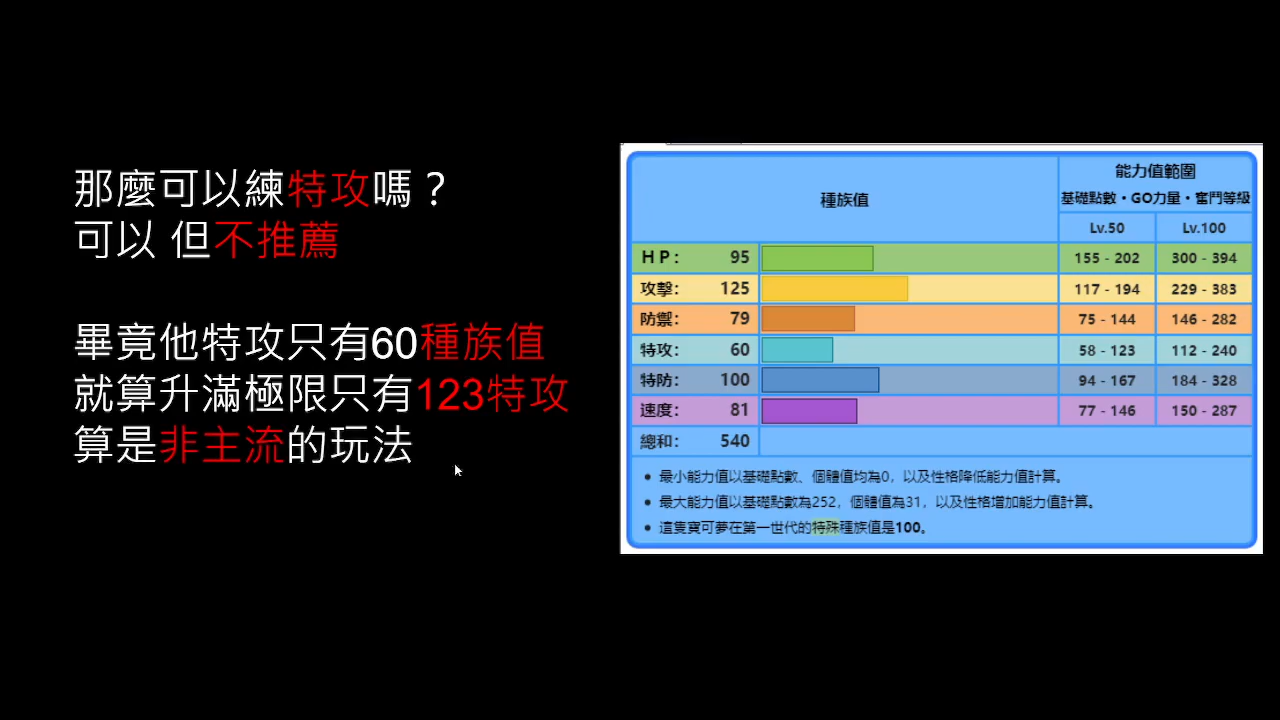 那麼可以練特攻嗎？
可以 但不推薦
畢竟他特攻只有60種族值
就算升滿極限只有123特攻
算是非主流的玩法
種族值
能力值範圍
基礎點數・GO力量・奮鬥等級
Lv.50 Lv.100
ＨＰ： 95 155 - 202 300 - 394
攻擊： 125 117 - 194 229 - 383
防禦： 79 75 - 144 146 - 282
特攻： 60 58 - 123 112 - 240
特防： 100 94 - 167 184 - 328
速度： 81 77 - 146 150 - 287
總和： 540
• 最小能力值以基礎點數、個體值均為0，以及性格降低能力值計算。
• 最大能力值以基礎點數為252，個體值為31，以及性格增加能力值計算。
• 這隻寶可夢在第一世代的特殊種族值是100。